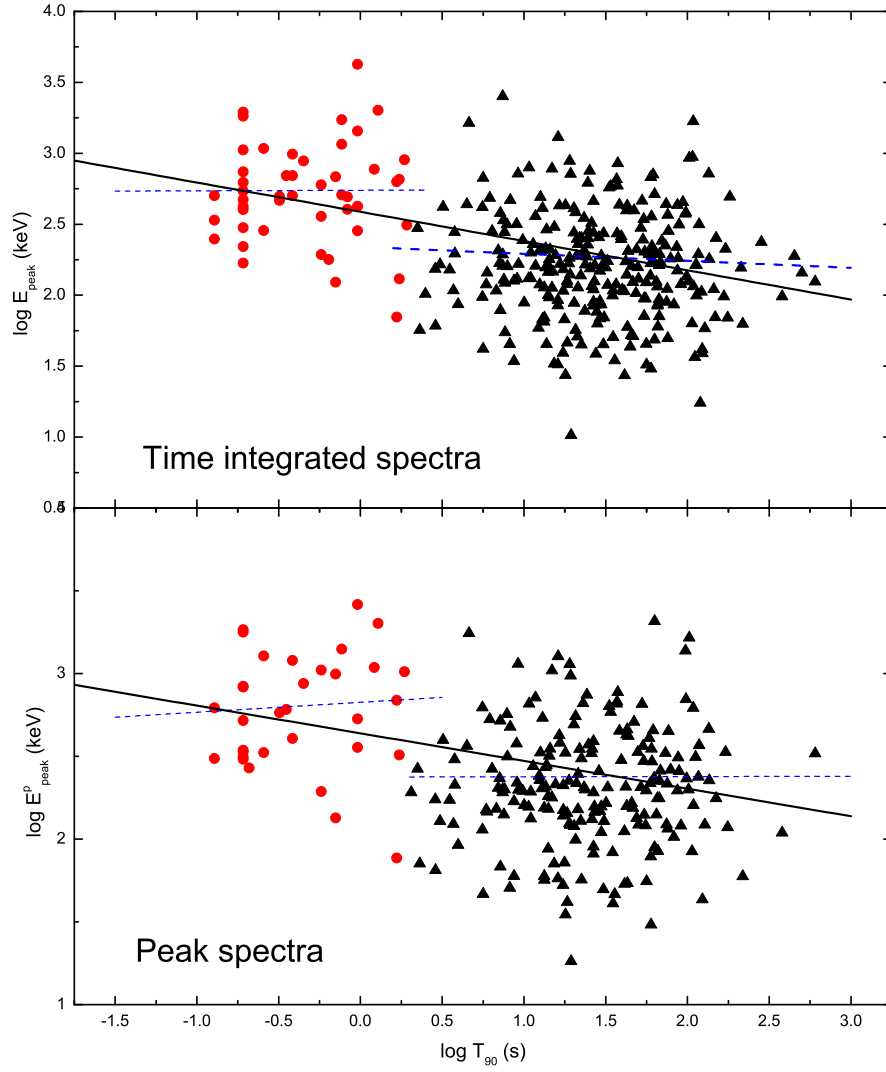 4.0
3.5
3.0
2.5
2.0
1.5
1.0
0.5
log E_peak (keV)
Time integrated spectra
4
3
2
1
log E^p_peak (keV)
Peak spectra
-1.5 -1.0 -0.5 0.0 0.5 1.0 1.5 2.0 2.5 3.0
log T_90 (s)